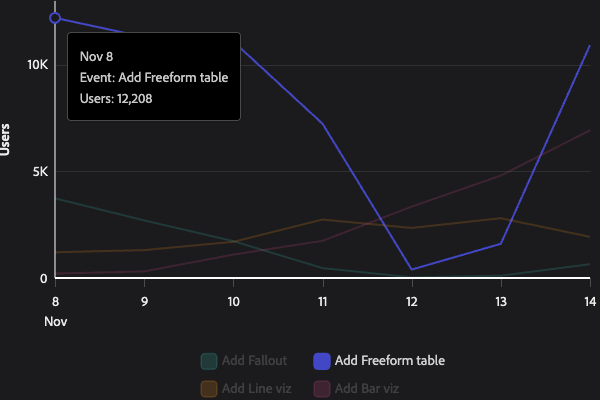 Nov 8
Event: Add Freeform table
Users: 12,208
10K
5K
0
Users
8 9 10 11 12 13 14
Nov
Add Fallout Add Freeform table
Add Line viz Add Bar viz